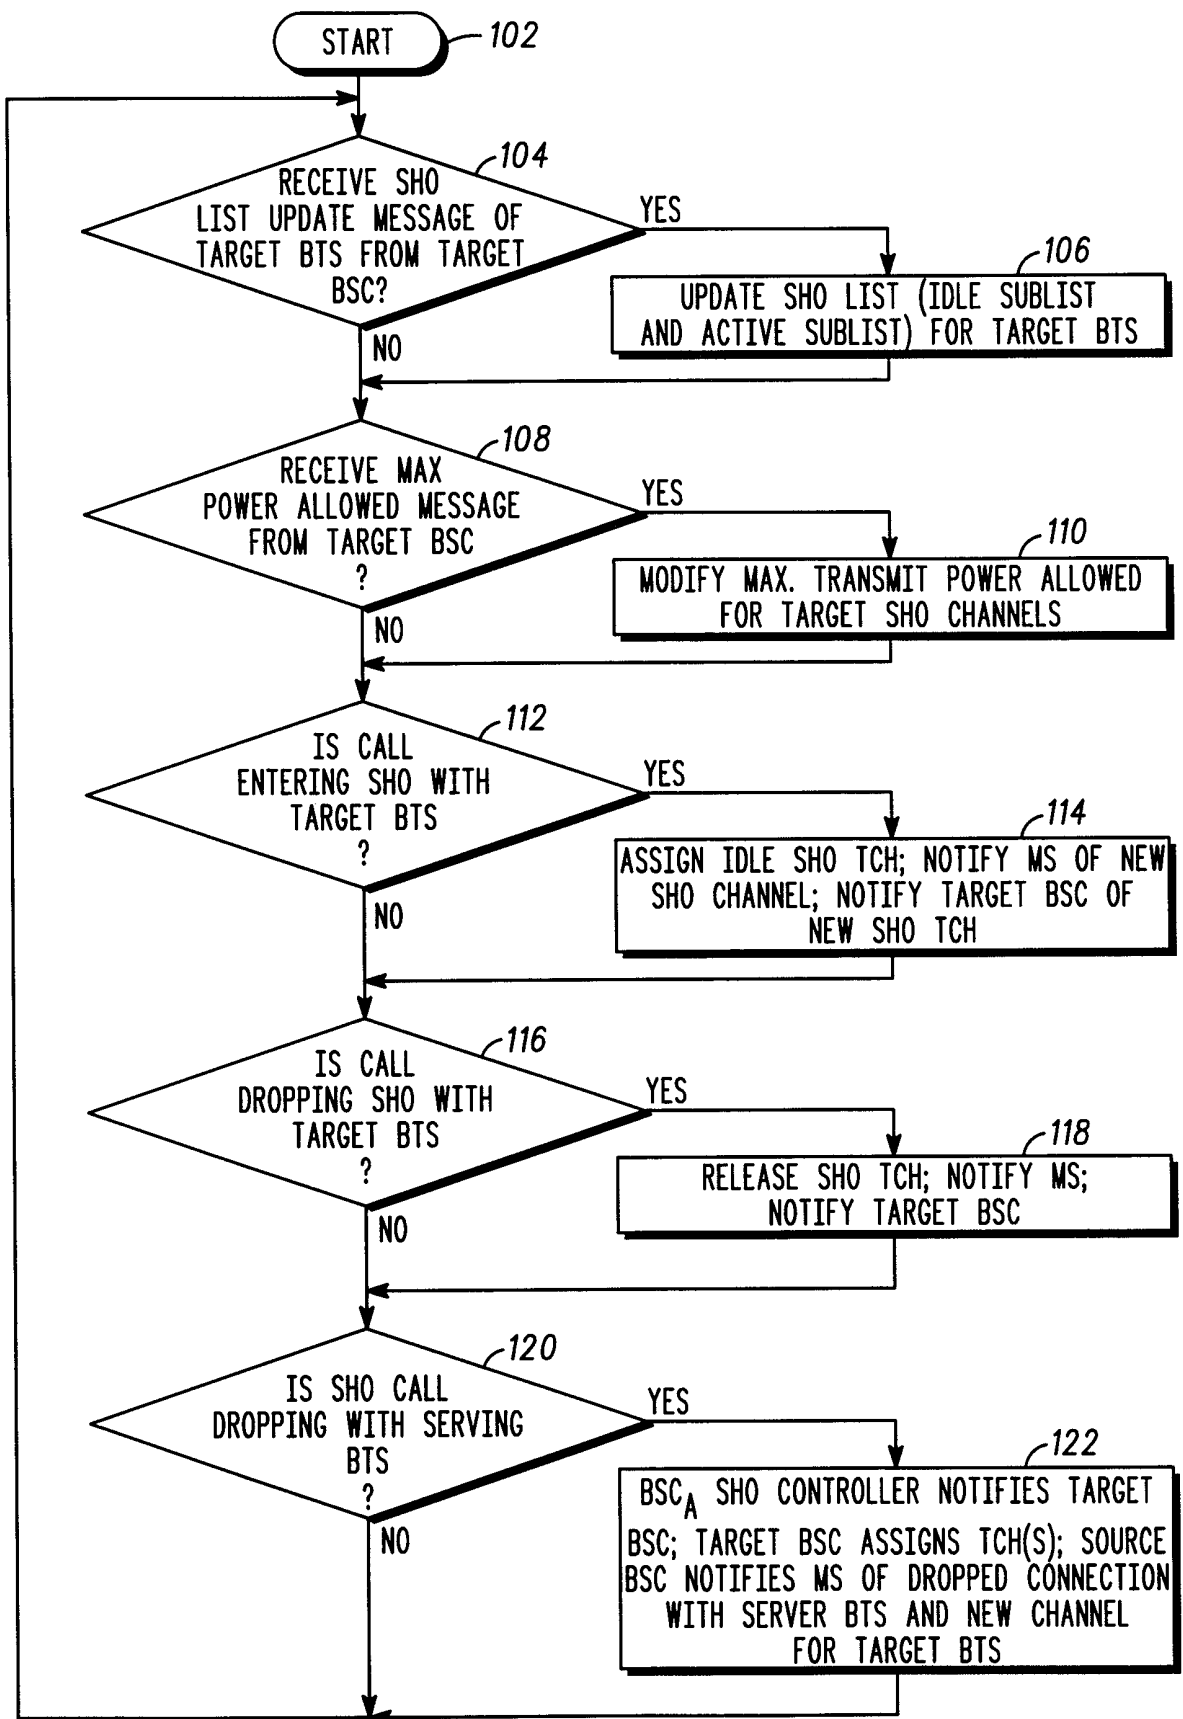 START
102
104
RECEIVE SHO
LIST UPDATE MESSAGE OF
TARGET BTS FROM TARGET
BSC?
YES
106
UPDATE SHO LIST (IDLE SUBLIST
AND ACTIVE SUBLIST) FOR TARGET BTS
NO
108
RECEIVE MAX
POWER ALLOWED MESSAGE
FROM TARGET BSC
?
YES
110
MODIFY MAX. TRANSMIT POWER ALLOWED
FOR TARGET SHO CHANNELS
NO
112
IS CALL
ENTERING SHO WITH
TARGET BTS
?
YES
114
ASSIGN IDLE SHO TCH; NOTIFY MS OF NEW
SHO CHANNEL; NOTIFY TARGET BSC OF
NEW SHO TCH
NO
116
IS CALL
DROPPING SHO WITH
TARGET BTS
?
YES
118
RELEASE SHO TCH; NOTIFY MS;
NOTIFY TARGET BSC
NO
120
IS SHO CALL
DROPPING WITH SERVING
BTS
?
YES
122
BSCA SHO CONTROLLER NOTIFIES TARGET
BSC; TARGET BSC ASSIGNS TCH(S); SOURCE
BSC NOTIFIES MS OF DROPPED CONNECTION
WITH SERVER BTS AND NEW CHANNEL
FOR TARGET BTS
NO